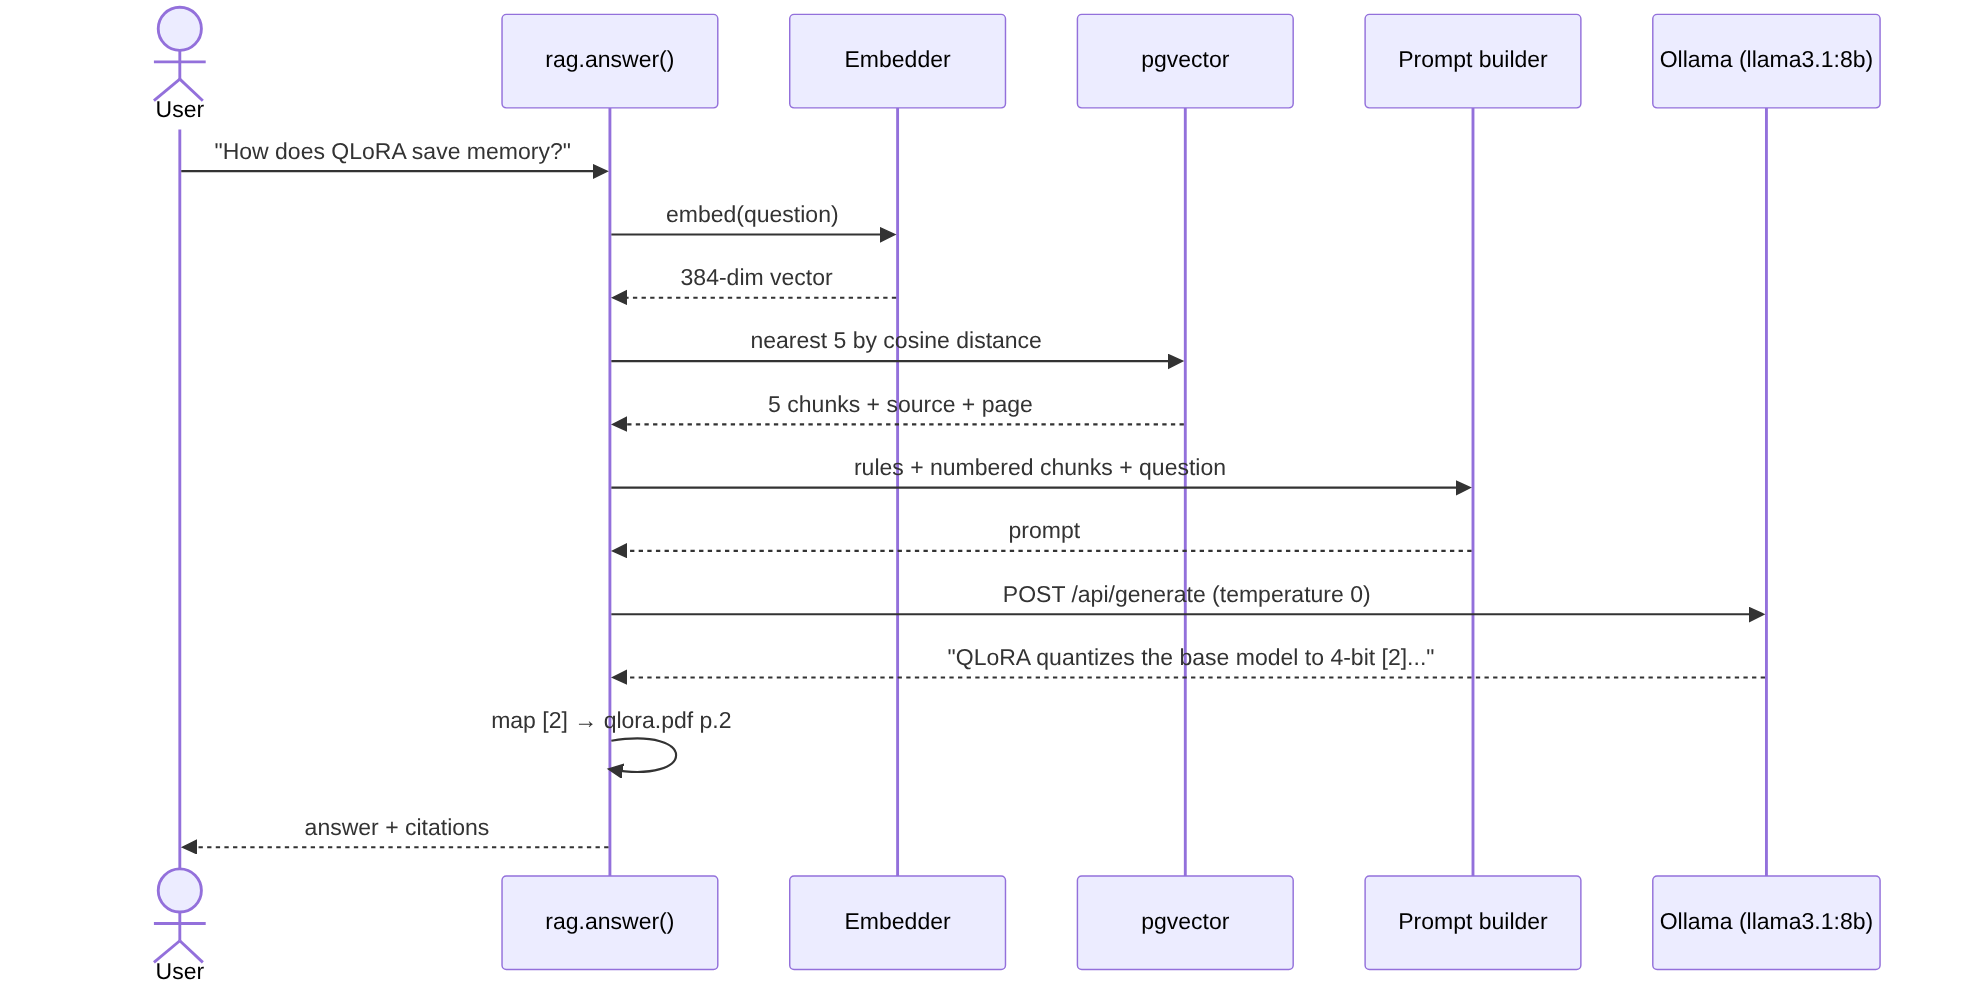 User
rag.answer()
Embedder
pgvector
Prompt builder
Ollama (llama3.1:8b)
"How does QLoRA save memory?"
embed(question)
384-dim vector
nearest 5 by cosine distance
5 chunks + source + page
rules + numbered chunks + question
prompt
POST /api/generate (temperature 0)
"QLoRA quantizes the base model to 4-bit [2]..."
map [2] → qlora.pdf p.2
answer + citations
User
rag.answer()
Embedder
pgvector
Prompt builder
Ollama (llama3.1:8b)